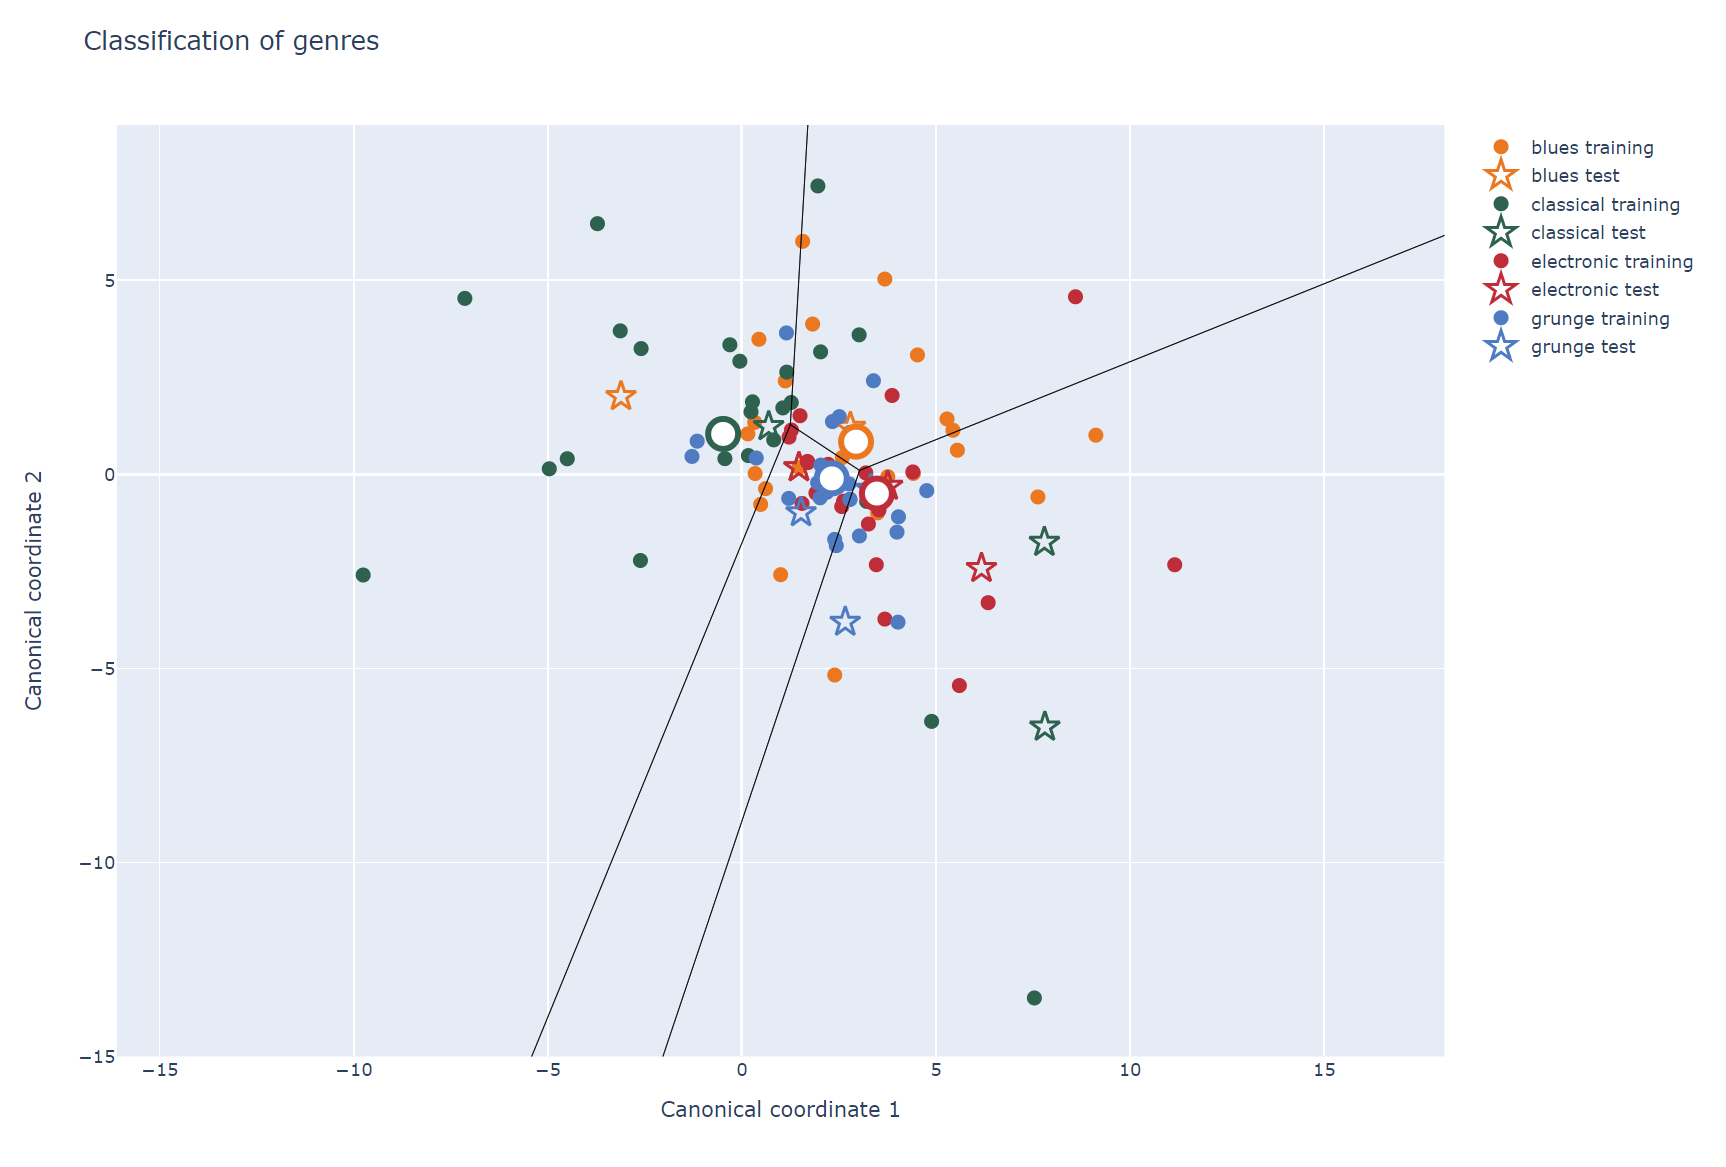 Classification of genres
blues training
blues test
classical training
classical test
electronic training
electronic test
grunge training
grunge test
5
0
−5
−10
−15
Canonical coordinate 2
−15
−10
−5
0
5
10
15
Canonical coordinate 1